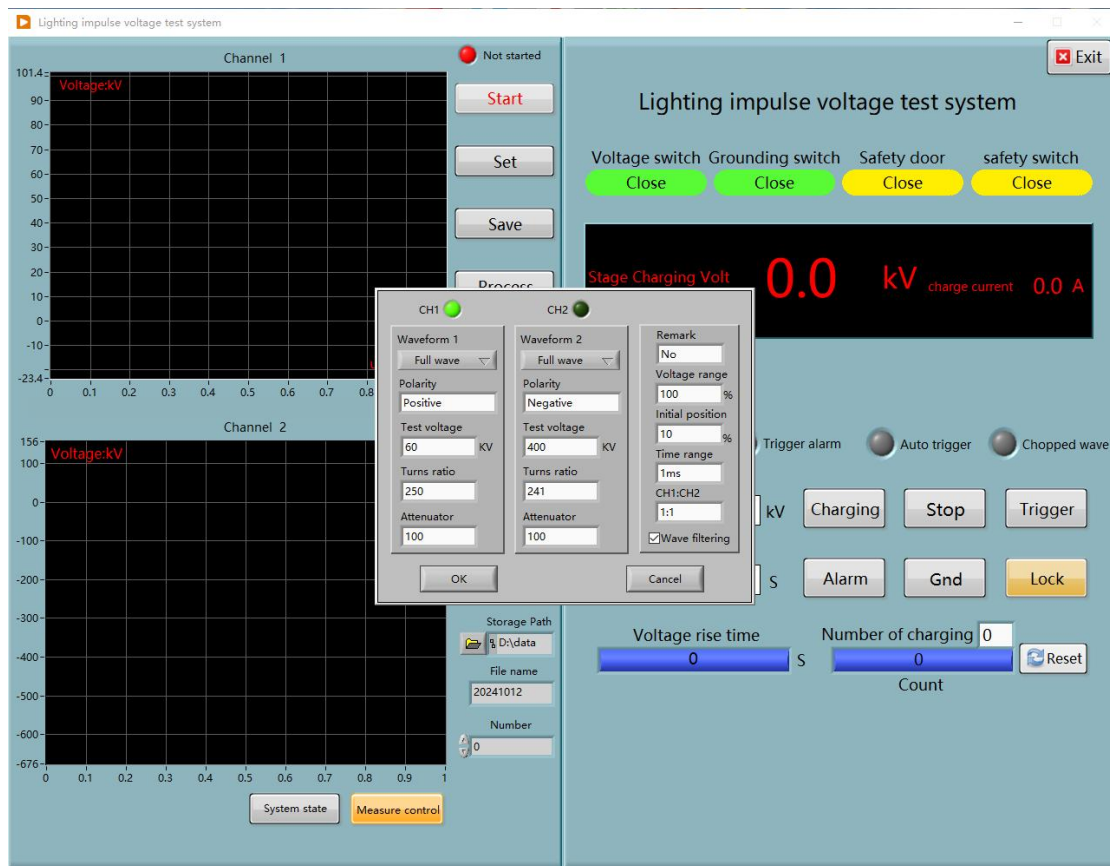 Lighting impulse voltage test system
Channel 1
Not started
Exit
101.4
Voltage:kV
90
80
70
60
50
40
30
20
10
0
-10
-23.4
0 0.1 0.2 0.3 0.4 0.5 0.6 0.7 0.8
Start
Set
Save
Process
Lighting impulse voltage test system
Voltage switch Grounding switch Safety door safety switch
Close Close Close Close
Stage Charging Volt 0.0 kV charge current 0.0 A
CH1 CH2
Waveform 1
Full wave
Polarity
Positive
Test voltage
60 KV
Turns ratio
250
Attenuator
100
Waveform 2
Full wave
Polarity
Negative
Test voltage
400 KV
Turns ratio
241
Attenuator
100
Remark
No
Voltage range
100 %
Initial position
10 %
Time range
1ms
CH1:CH2
1:1
Wave filtering
OK Cancel
Channel 2
156
Voltage:kV
100
0
-100
-200
-300
-400
-500
-600
-676
0 0.1 0.2 0.3 0.4 0.5 0.6 0.7 0.8 0.9 1
Trigger alarm Auto trigger Chopped wave
kV Charging Stop Trigger
S Alarm Gnd Lock
Storage Path
D:\data
File name
20241012
Number
0
Voltage rise time
0 S
Number of charging 0
0
Count
Reset
System state Measure control